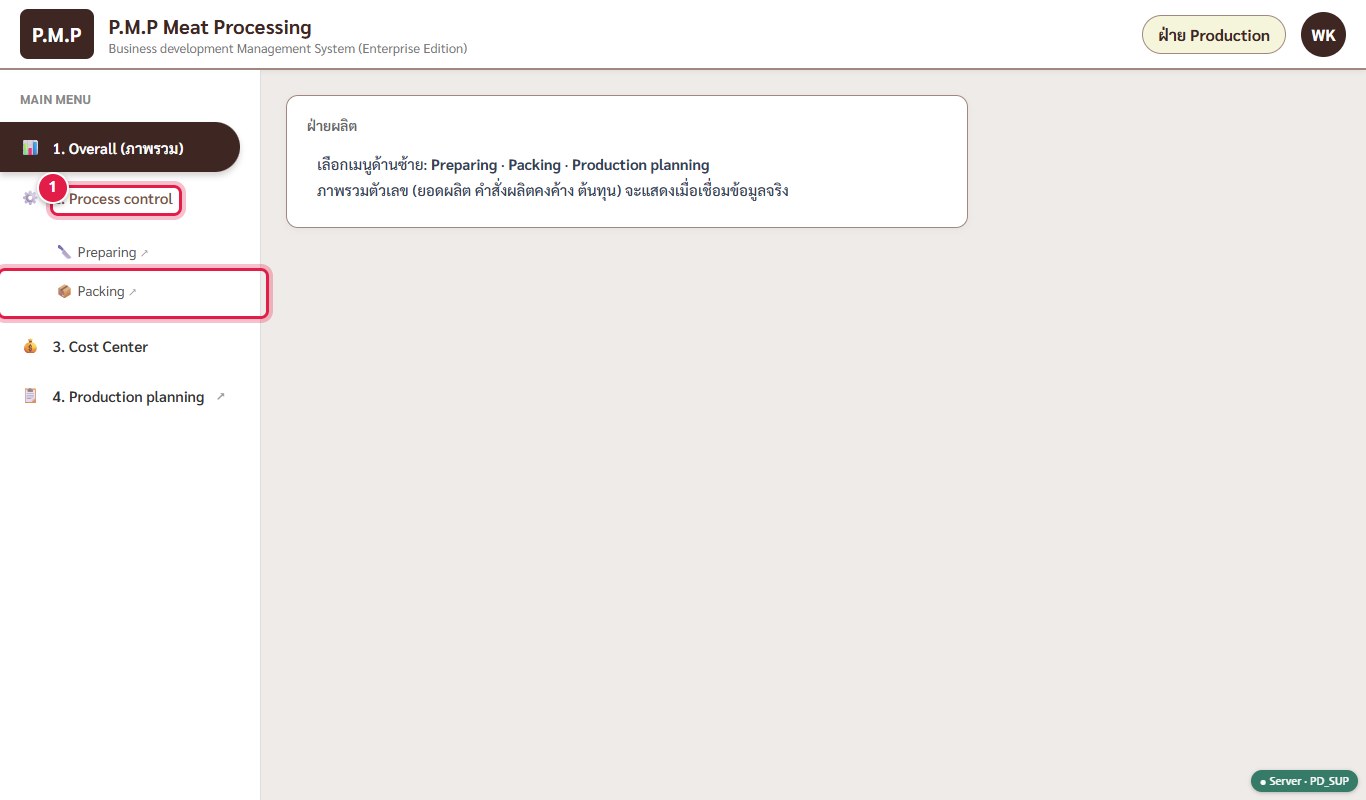 P.M.P
P.M.P Meat Processing
Business development Management System (Enterprise Edition)
ฝ่าย Production
WK
MAIN MENU
1. Overall (ภาพรวม)
1
Process control
Preparing ↗
Packing ↗
3. Cost Center
4. Production planning ↗
ฝ่ายผลิต
เลือกเมนูด้านซ้าย: Preparing · Packing · Production planning
ภาพรวมตัวเลข (ยอดผลิต คำสั่งผลิตคงค้าง ต้นทุน) จะแสดงเมื่อเชื่อมข้อมูลจริง
● Server · PD_SUP